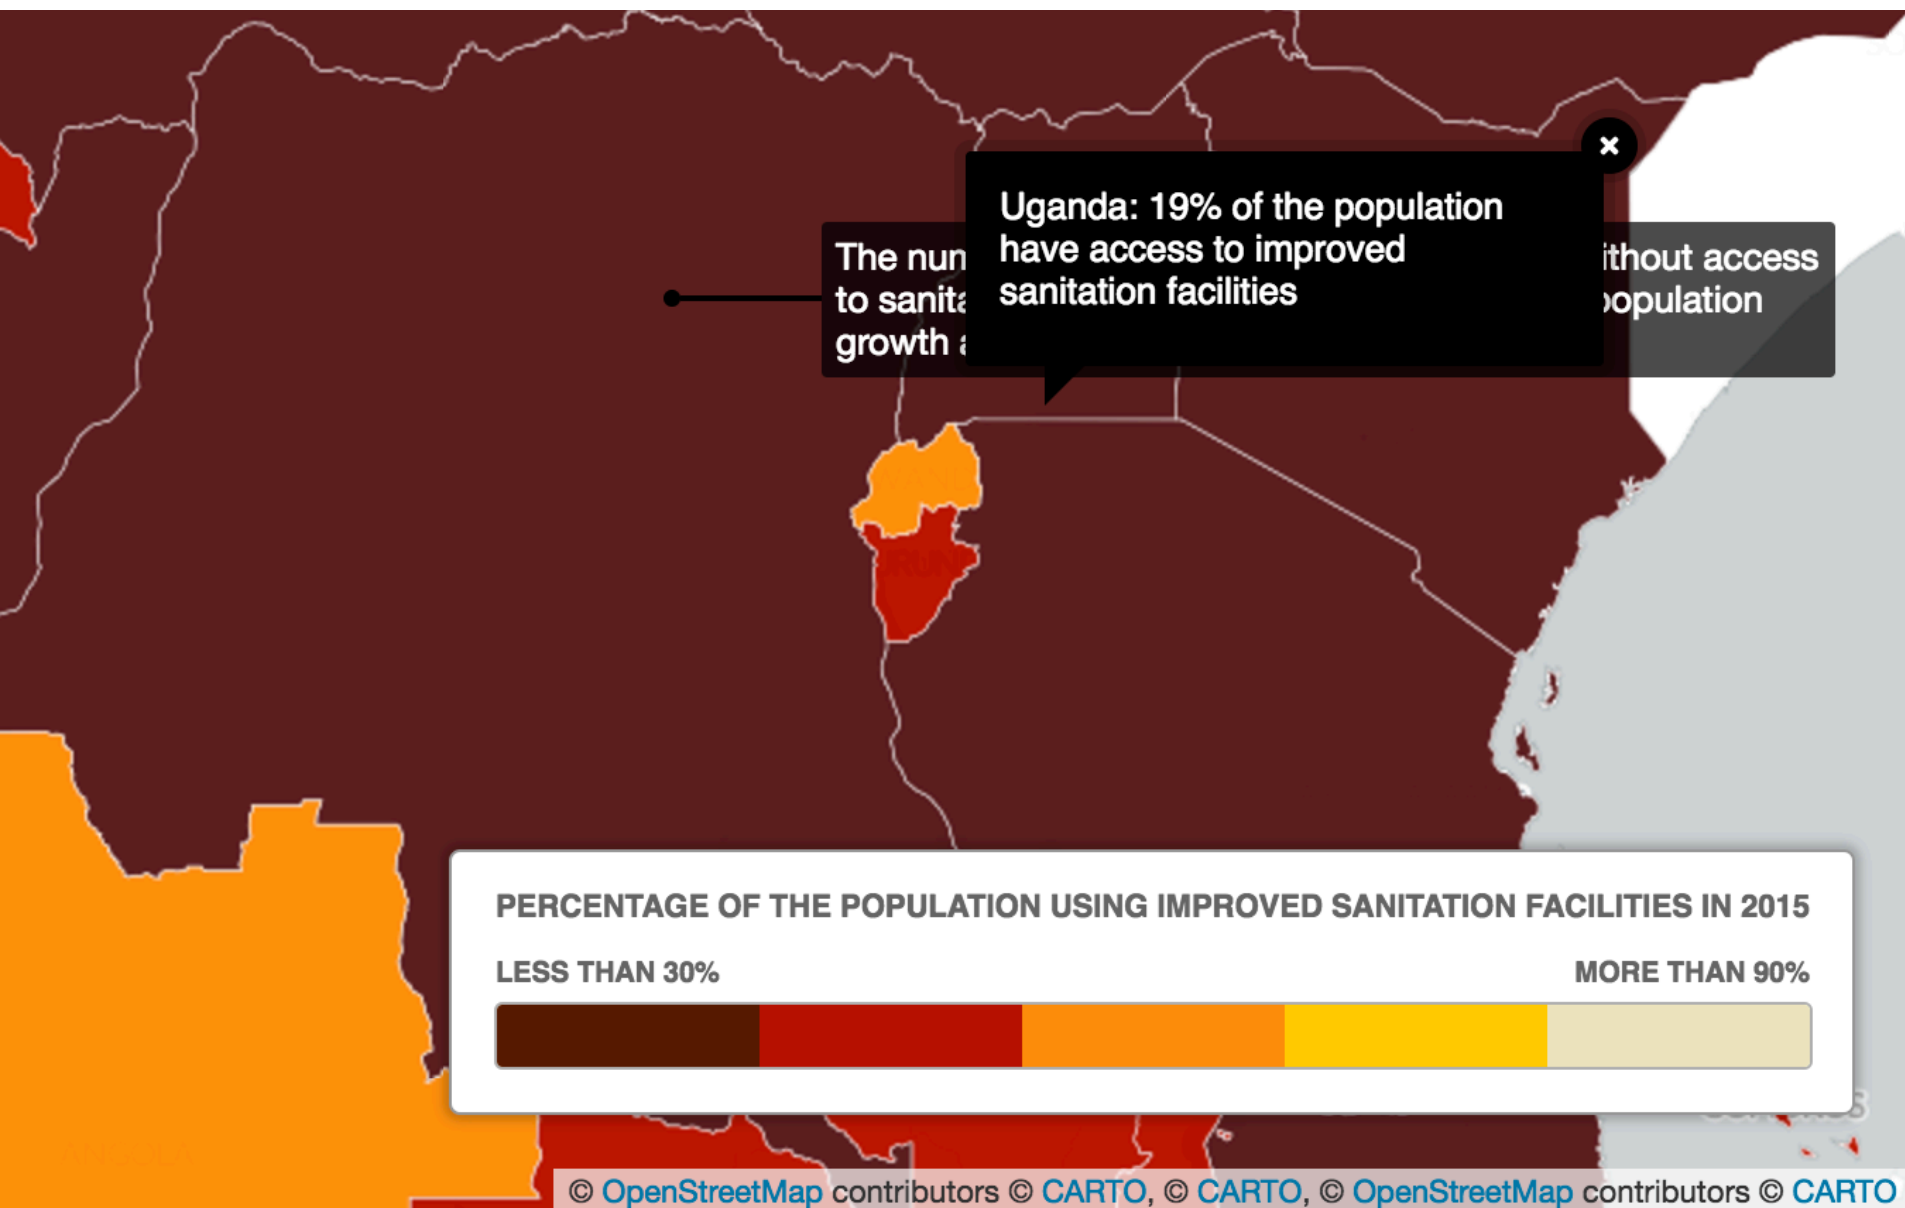 Uganda: 19% of the population
have access to improved
sanitation facilities
The ithout access
to population
growth
PERCENTAGE OF THE POPULATION USING IMPROVED SANITATION FACILITIES IN 2015
LESS THAN 30% MORE THAN 90%
© OpenStreetMap contributors © CARTO, © CARTO, © OpenStreetMap contributors © CARTO